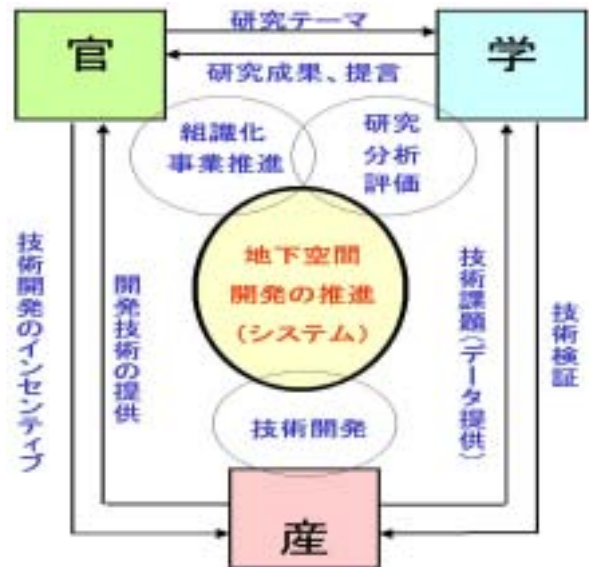 官
研究テーマ
学
研究成果、提言
組識化
事業推進
研究
分析
評価
地下空間
開発の推進
(システム)
技術開発のインセンティブ
開発技術の提供
技術課題(データ提供)
技術検証
技術開発
産